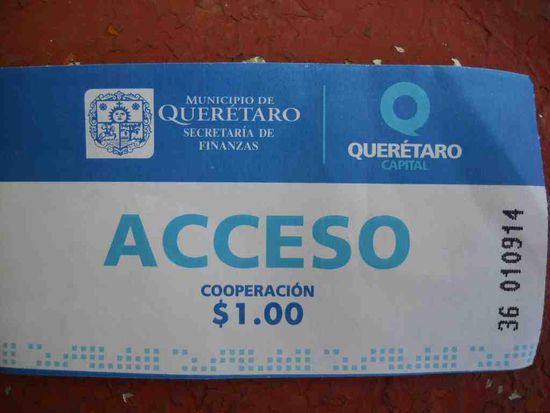 MUNICIPIO DE
QUERÉTARO
SECRETARÍA DE
FINANZAS
QUERÉTARO
CAPITAL
ACCESO
COOPERACIÓN
$1.00
36 010914